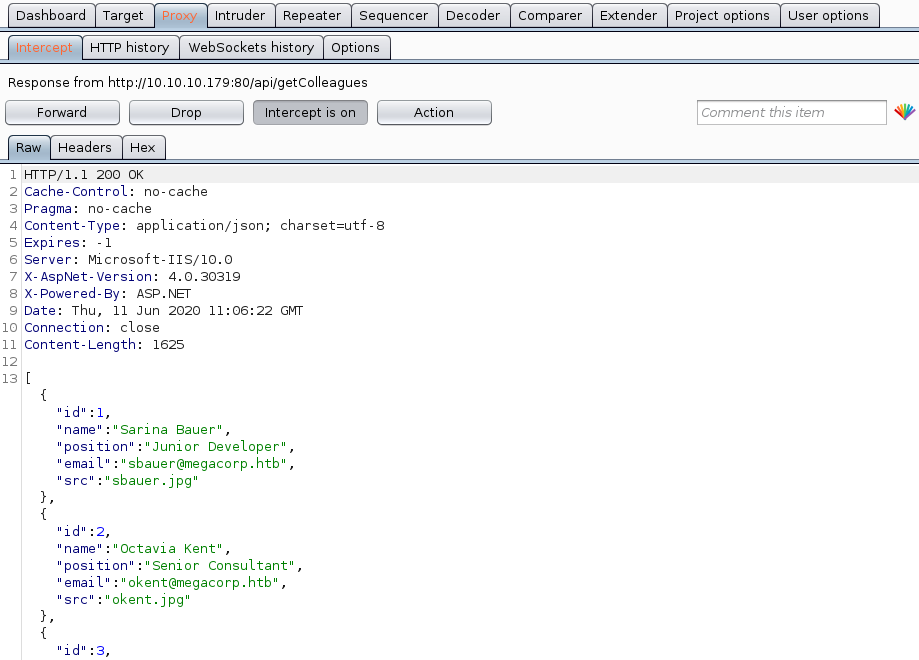 Dashboard Target Proxy Intruder Repeater Sequencer Decoder Comparer Extender Project options User options
Intercept HTTP history WebSockets history Options
Response from http://10.10.10.179:80/api/getColleagues
Forward Drop Intercept is on Action Comment this item
Raw Headers Hex
1 HTTP/1.1 200 OK
2 Cache-Control: no-cache
3 Pragma: no-cache
4 Content-Type: application/json; charset=utf-8
5 Expires: -1
6 Server: Microsoft-IIS/10.0
7 X-AspNet-Version: 4.0.30319
8 X-Powered-By: ASP.NET
9 Date: Thu, 11 Jun 2020 11:06:22 GMT
10 Connection: close
11 Content-Length: 1625
12
13 [
{
"id":1,
"name":"Sarina Bauer",
"position":"Junior Developer",
"email":"sbauer@megacorp.htb",
"src":"sbauer.jpg"
},
{
"id":2,
"name":"Octavia Kent",
"position":"Senior Consultant",
"email":"okent@megacorp.htb",
"src":"okent.jpg"
},
{
"id":3,